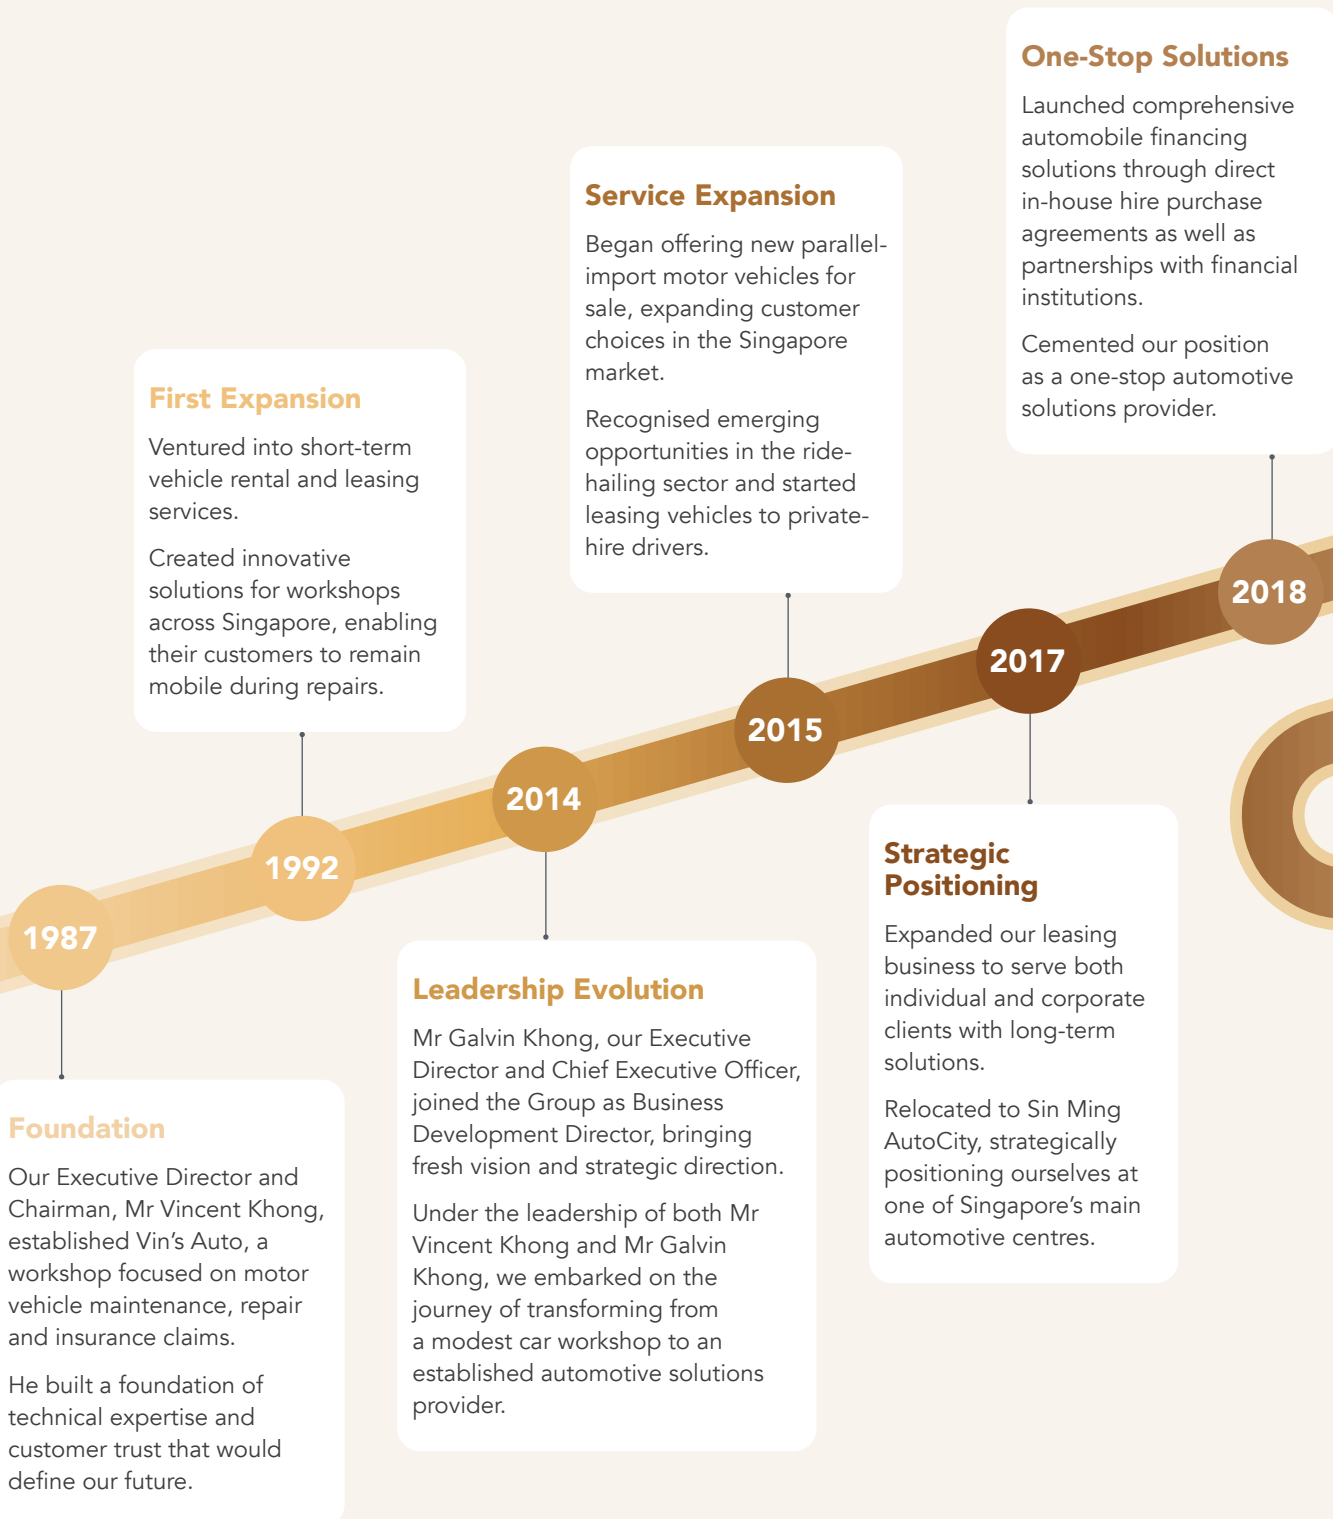 1987
Foundation
Our Executive Director and
Chairman, Mr Vincent Khong,
established Vin’s Auto, a
workshop focused on motor
vehicle maintenance, repair
and insurance claims.
He built a foundation of
technical expertise and
customer trust that would
define our future.
1992
First Expansion
Ventured into short-term
vehicle rental and leasing
services.
Created innovative
solutions for workshops
across Singapore, enabling
their customers to remain
mobile during repairs.
2014
Leadership Evolution
Mr Galvin Khong, our Executive
Director and Chief Executive Officer,
joined the Group as Business
Development Director, bringing
fresh vision and strategic direction.
Under the leadership of both Mr
Vincent Khong and Mr Galvin
Khong, we embarked on the
journey of transforming from
a modest car workshop to an
established automotive solutions
provider.
2015
Service Expansion
Began offering new parallel-
import motor vehicles for
sale, expanding customer
choices in the Singapore
market.
Recognised emerging
opportunities in the ride-
hailing sector and started
leasing vehicles to private-
hire drivers.
2017
Strategic
Positioning
Expanded our leasing
business to serve both
individual and corporate
clients with long-term
solutions.
Relocated to Sin Ming
AutoCity, strategically
positioning ourselves at
one of Singapore’s main
automotive centres.
2018
One-Stop Solutions
Launched comprehensive
automobile financing
solutions through direct
in-house hire purchase
agreements as well as
partnerships with financial
institutions.
Cemented our position
as a one-stop automotive
solutions provider.